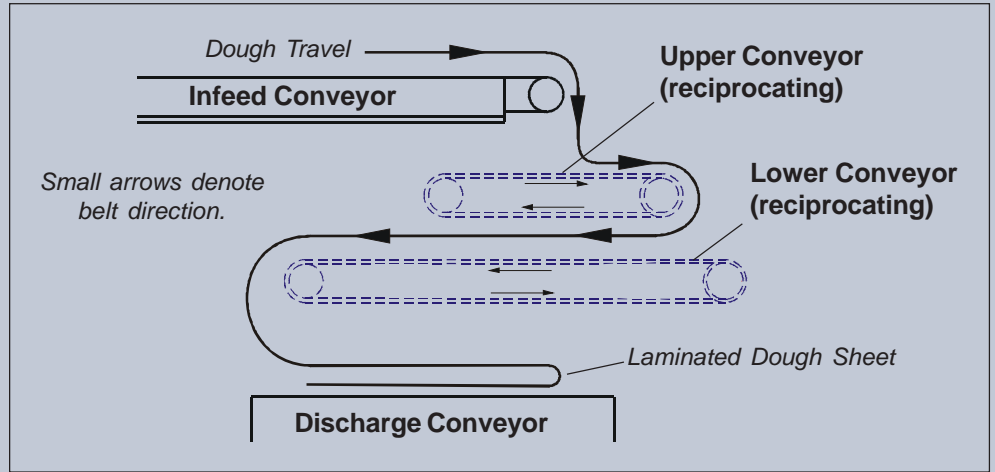 Dough Travel
Upper Conveyor
(reciprocating)
Infeed Conveyor
Small arrows denote
belt direction.
Lower Conveyor
(reciprocating)
Laminated Dough Sheet
Discharge Conveyor